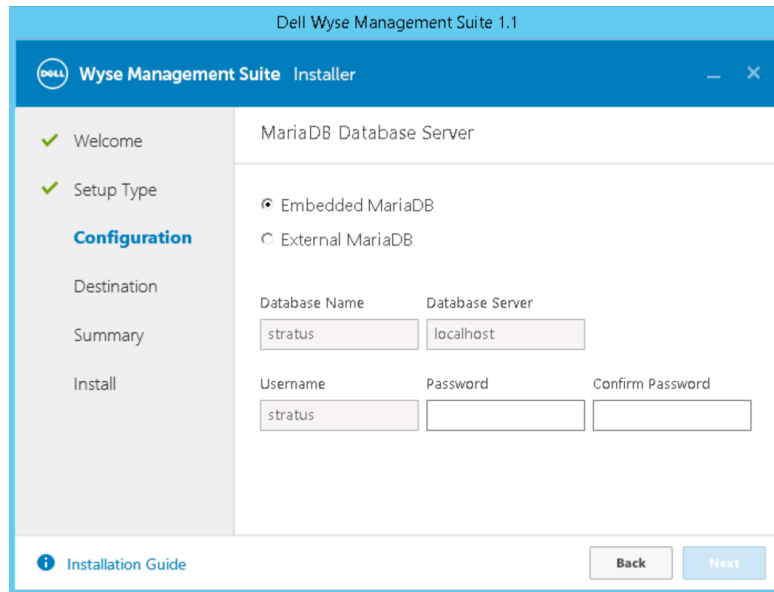 Dell Wyse Management Suite 1.1
DELL Wyse Management Suite Installer
Welcome
MariaDB Database Server
Setup Type
Embedded MariaDB
Configuration
External MariaDB
Destination
Database Name Database Server
Summary
stratus localhost
Install
Username Password Confirm Password
stratus
Installation Guide
Back Next